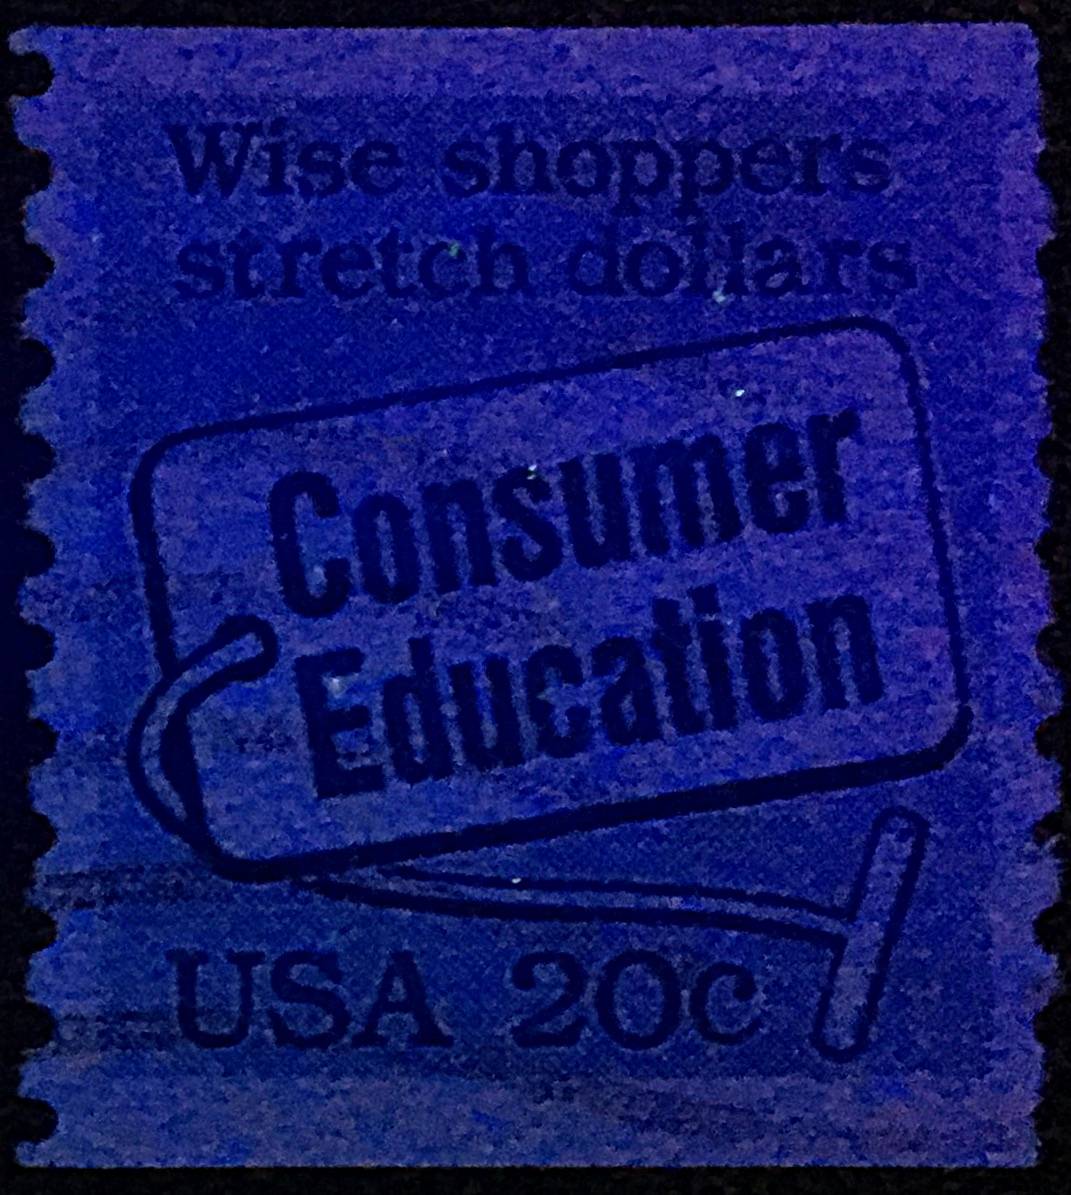 Wise shoppers
stretch dollars
Consumer
Education
USA 20c